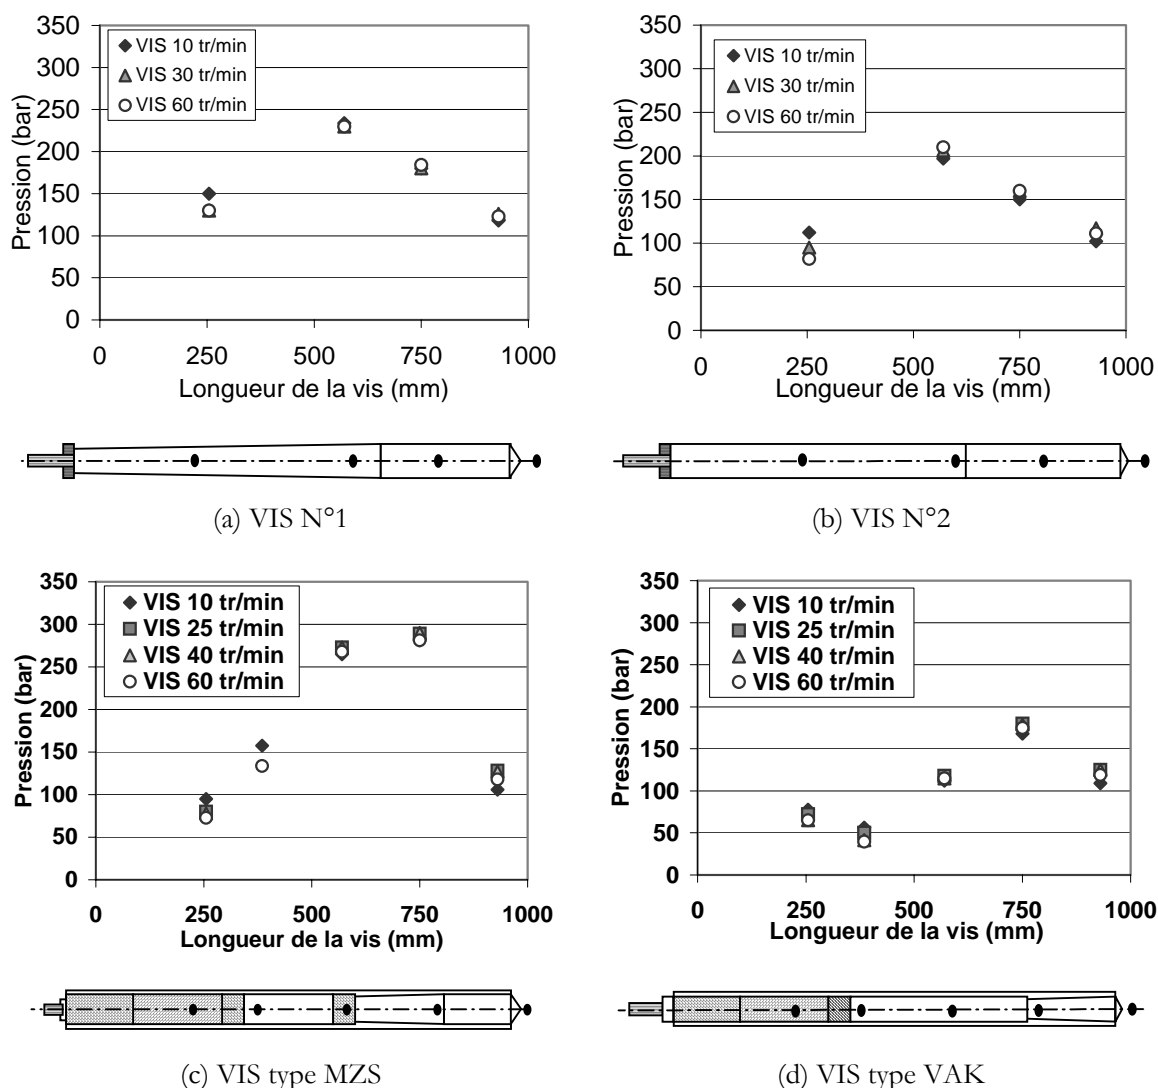 350
300
250
200
150
100
50
0
Pression (bar)
VIS 10 tr/min
VIS 30 tr/min
VIS 60 tr/min
0 250 500 750 1000
Longueur de la vis (mm)
(a) VIS N°1
350
300
250
200
150
100
50
0
Pression (bar)
VIS 10 tr/min
VIS 30 tr/min
VIS 60 tr/min
0 250 500 750 1000
Longueur de la vis (mm)
(b) VIS N°2
350
300
250
200
150
100
50
0
Pression (bar)
VIS 10 tr/min
VIS 25 tr/min
VIS 40 tr/min
VIS 60 tr/min
0 250 500 750 1000
Longueur de la vis (mm)
(c) VIS type MZS
350
300
250
200
150
100
50
0
Pression (bar)
VIS 10 tr/min
VIS 25 tr/min
VIS 40 tr/min
VIS 60 tr/min
0 250 500 750 1000
Longueur de la vis (mm)
(d) VIS type VAK